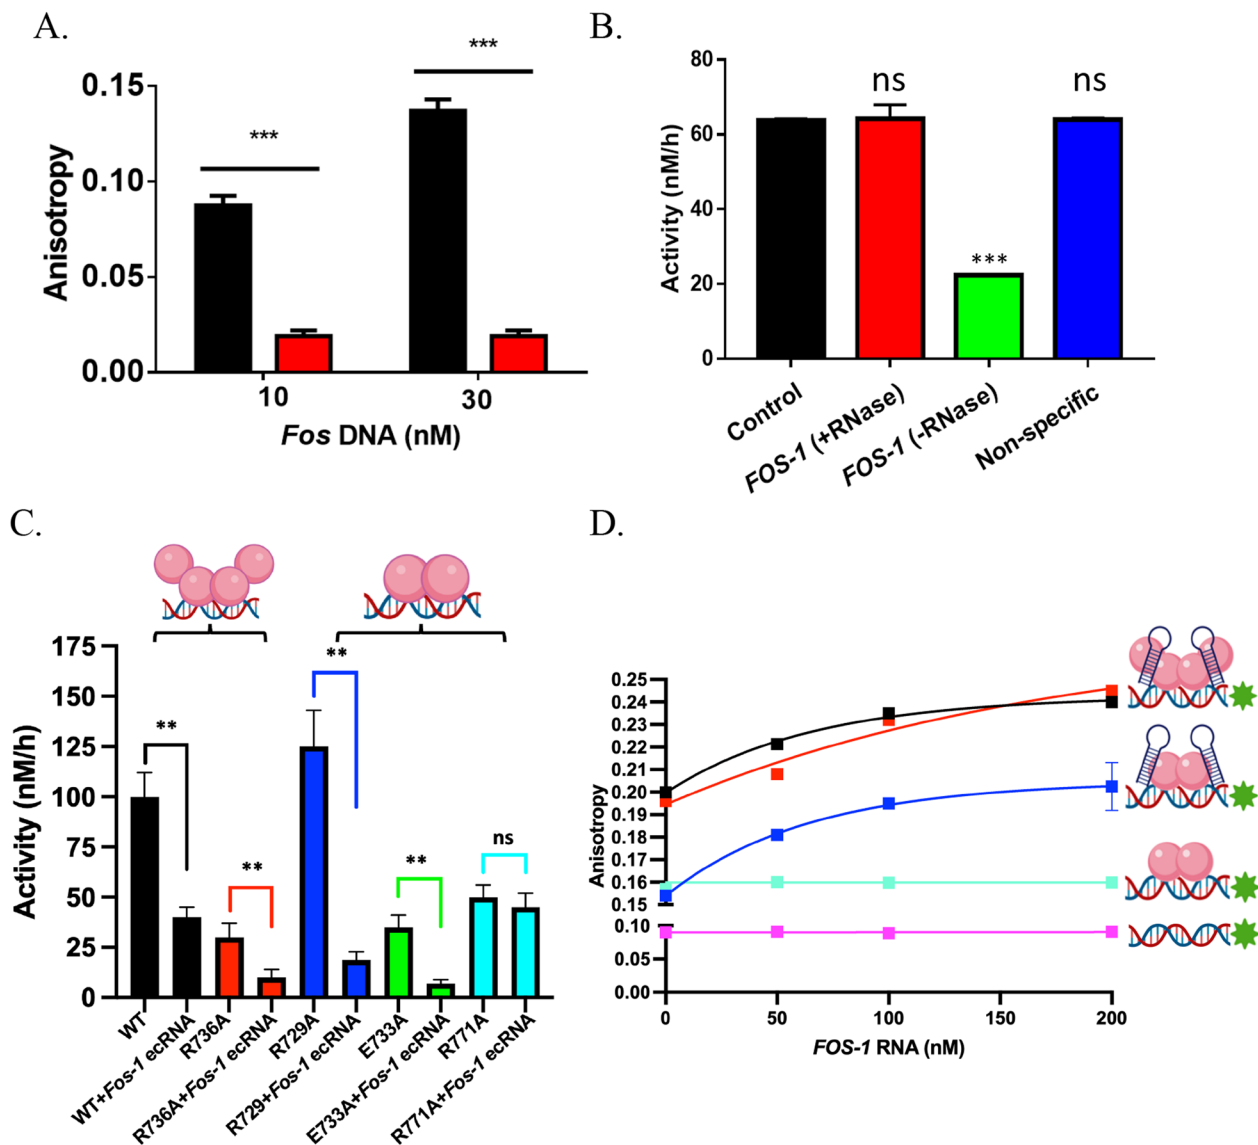 A.
***
***
0.15
0.10
0.05
0.00
Anisotropy
10
30
Fos DNA (nM)
B.
80
60
40
20
0
Activity (nM/h)
ns
***
ns
Control
FOS-1 (+RNase)
FOS-1 (-RNase)
Non-specific
C.
175
150
125
100
75
50
25
0
Activity (nM/h)
**
**
**
**
ns
WT
WT+Fos-1 ecRNA
R736A
R736A+Fos-1 ecRNA
R729A
R729+Fos-1 ecRNA
E733A
E733A+Fos-1 ecRNA
R771A
R771A+Fos-1 ecRNA
D.
0.25
0.24
0.23
0.22
0.21
0.20
0.19
0.18
0.17
0.16
0.15
0.10
0.05
0.00
Anisotropy
0
50
100
150
200
FOS-1 RNA (nM)